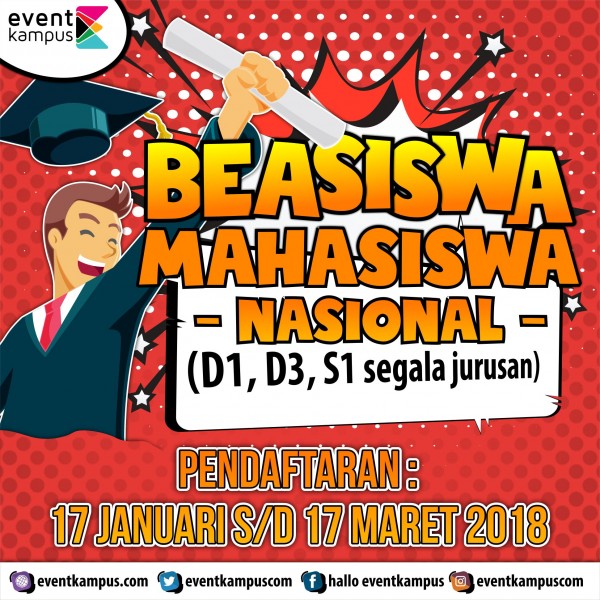 event
kampus
BEASISWA
MAHASISWA
- NASIONAL -
(D1, D3, S1 segala jurusan)
PENDAFTARAN :
17 JANUARI S/D 17 MARET 2018
eventkampus.com eventkampuscom hallo eventkampus eventkampuscom